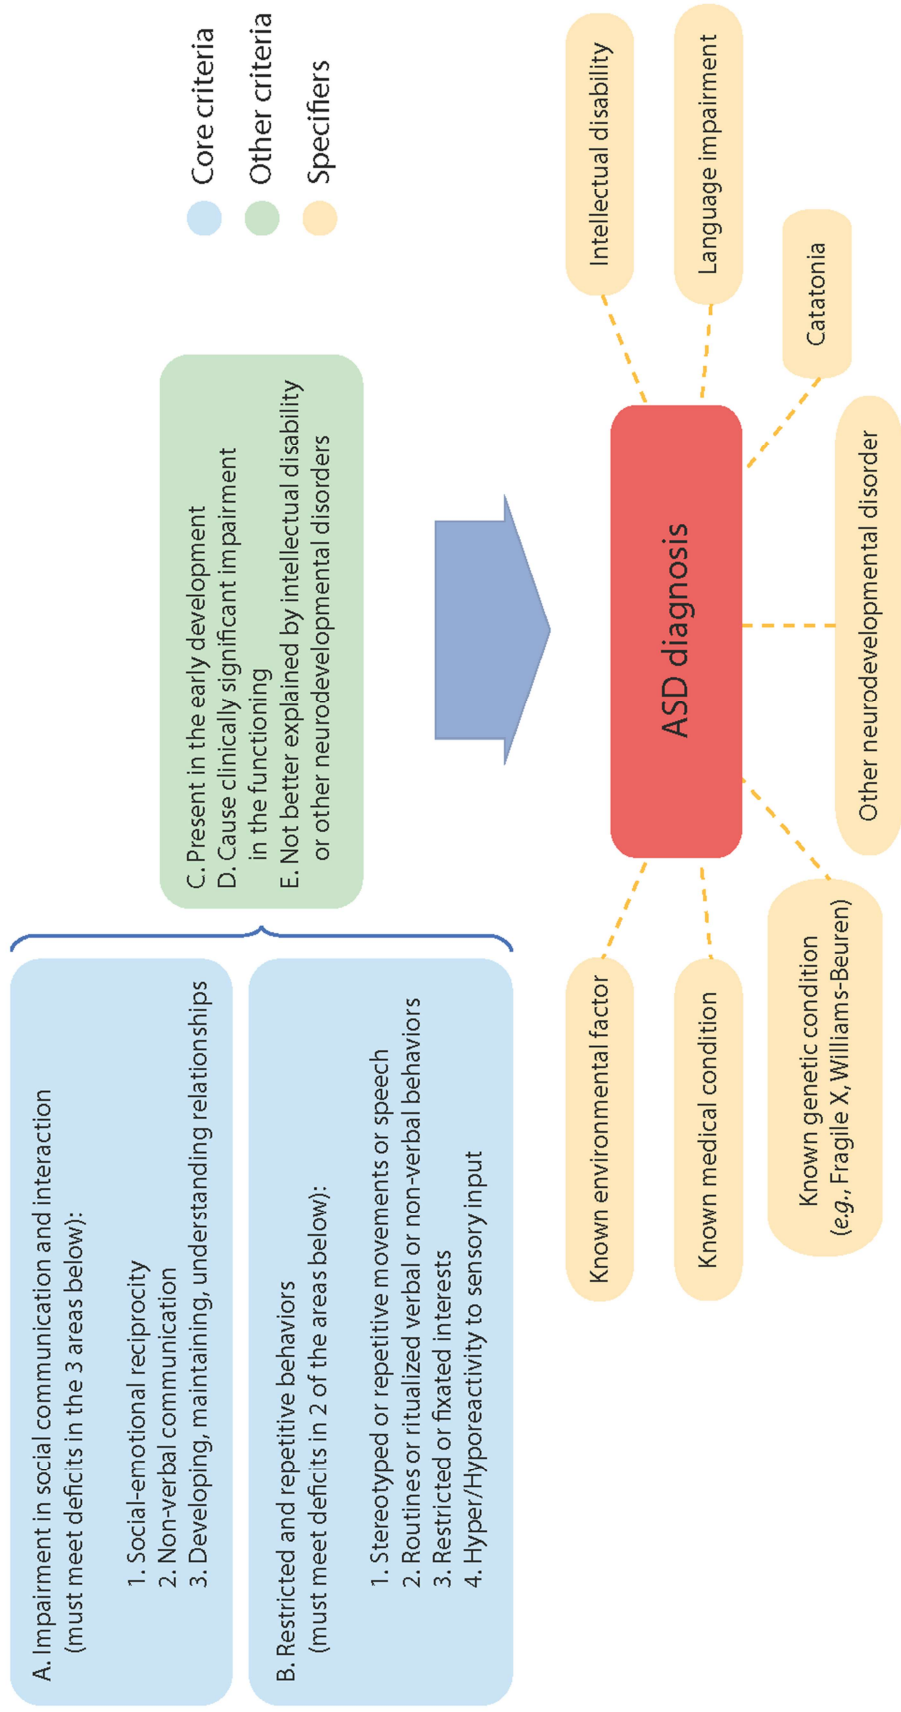 A. Impairment in social communication and interaction
(must meet deficits in the 3 areas below):
1. Social-emotional reciprocity
2. Non-verbal communication
3. Developing, maintaining, understanding relationships
B. Restricted and repetitive behaviors
(must meet deficits in 2 of the areas below):
1. Stereotyped or repetitive movements or speech
2. Routines or ritualized verbal or non-verbal behaviors
3. Restricted or fixated interests
4. Hyper/Hyporeactivity to sensory input
C. Present in the early development
D. Cause clinically significant impairment
in the functioning
E. Not better explained by intellectual disability
or other neurodevelopmental disorders
Core criteria
Other criteria
Specifiers
ASD diagnosis
Known environmental factor
Known medical condition
Known genetic condition
(e.g., Fragile X, Williams-Beuren)
Other neurodevelopmental disorder
Catatonia
Language impairment
Intellectual disability